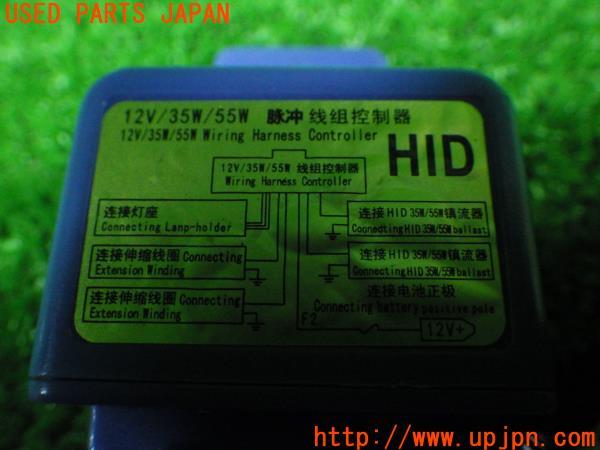 USED PARTS JAPAN
12V/35W/55W 脉冲 线组控制器
12V/35W/55W Wiring Harness Controller
HID
12V/35W/55W 线组控制器
Wiring Harness Controller
连接灯座
Connecting Lanp-holder
连接HID 35W/55W镇流器
Connedting HID 35W/55W ballast
连接伸缩线圈 Connecting
Extension Winding
连接HID 35W/55W镇流器
Connecting HID 35W/55W ballast
连接伸缩线圈 Connecting
Extension Winding
连接电池正极
Connecting battery positive pole
F2
12V+
http://www.upjpn.com/